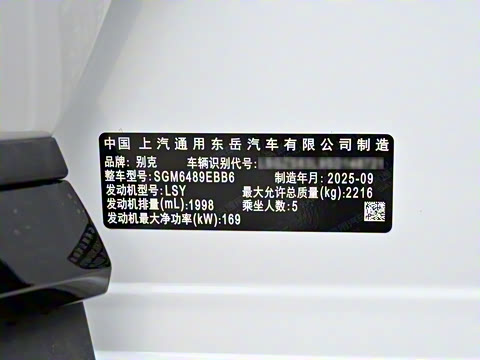 中国 上汽通用东岳汽车有限公司制造
品牌: 别克 车辆识别代号:
整车型号:SGM6489EBB6 制造年月:2025-09
发动机型号:LSY 最大允许总质量(kg):2216
发动机排量(mL):1998 乘坐人数:5
发动机最大净功率(kW):169